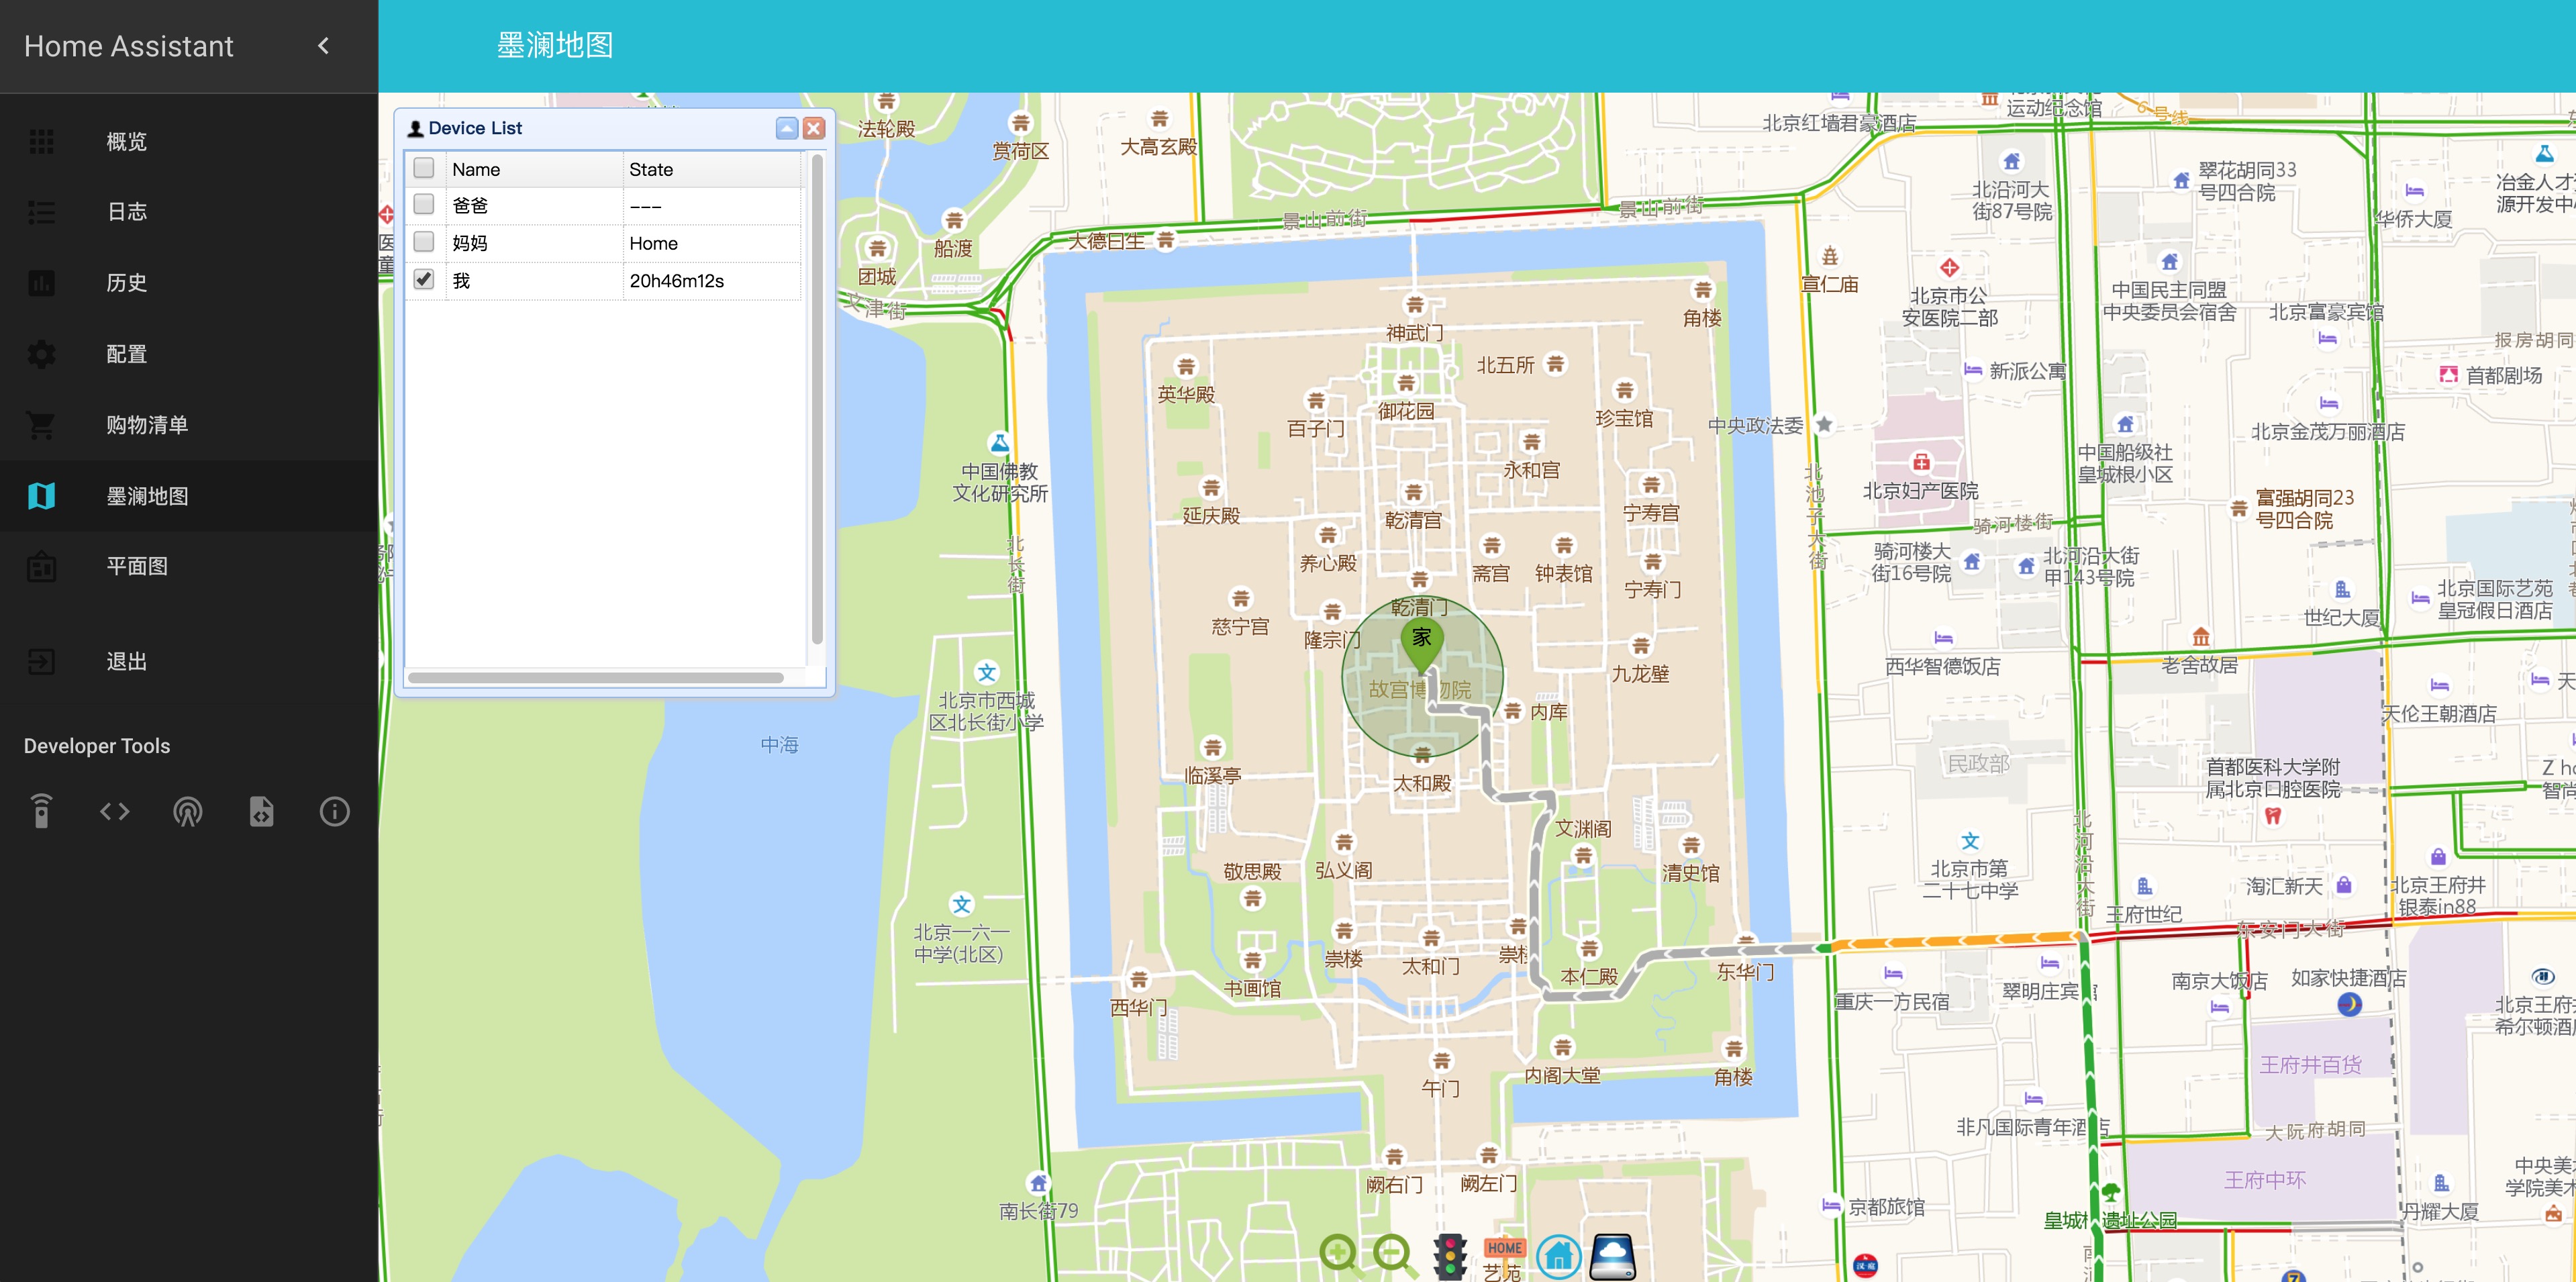 Home Assistant
墨澜地图
概览
日志
历史
配置
购物清单
墨澜地图
平面图
退出
Developer Tools
Device List
Name
State
爸爸
---
妈妈
Home
我
20h46m12s
法轮殿
赏荷区
大高玄殿
北京红墙君豪酒店
运动纪念馆
6号线
船渡
团城
文津街
大德曰生
景山前街
景山前街
宣仁庙
北沿河大
街87号院
翠花胡同33
号四合院
华侨大厦
冶金人才
源开发中
北京市公
安医院二部
中国民主同盟
中央委员会宿舍
北京富豪宾馆
报房胡同
新派公寓
首都剧场
神武门
角楼
北五所
英华殿
御花园
百子门
珍宝馆
中央政法委
北京金茂万丽酒店
中国船级社
皇城根小区
中国佛教
文化研究所
永和宫
延庆殿
乾清宫
宁寿宫
北京妇产医院
富强胡同23
号四合院
北池子大街
骑河楼街
骑河楼大
街16号院
北河沿大街
甲143号院
北长街
养心殿
斋宫
钟表馆
宁寿门
慈宁宫
隆宗门
乾清门
家
九龙壁
世纪大厦
北京国际艺苑
皇冠假日酒店
西华智德饭店
老舍故居
北京市西城
区北长街小学
故宫博物院
内库
天伦王朝酒店
中海
临溪亭
太和殿
民政部
首都医科大学附
属北京口腔医院
文渊阁
清史馆
敬思殿
弘义阁
北京市第
二十七中学
北河沿大街
淘汇新天
北京王府井
银泰in88
王府世纪
东安门大街
北京一六一
中学(北区)
崇楼
太和门
本仁殿
东华门
书画馆
西华门
重庆一方民宿
翠明庄宾
南京大饭店
如家快捷酒店
北京王府
希尔顿酒
午门
内阁大堂
角楼
王府井百货
非凡国际青年酒店
大阮府胡同
阙右门
阙左门
南长街79
王府中环
中央美
学院美术
京都旅馆
皇城根遗址公园
丹耀大厦
HOME
艺苑
汉庭